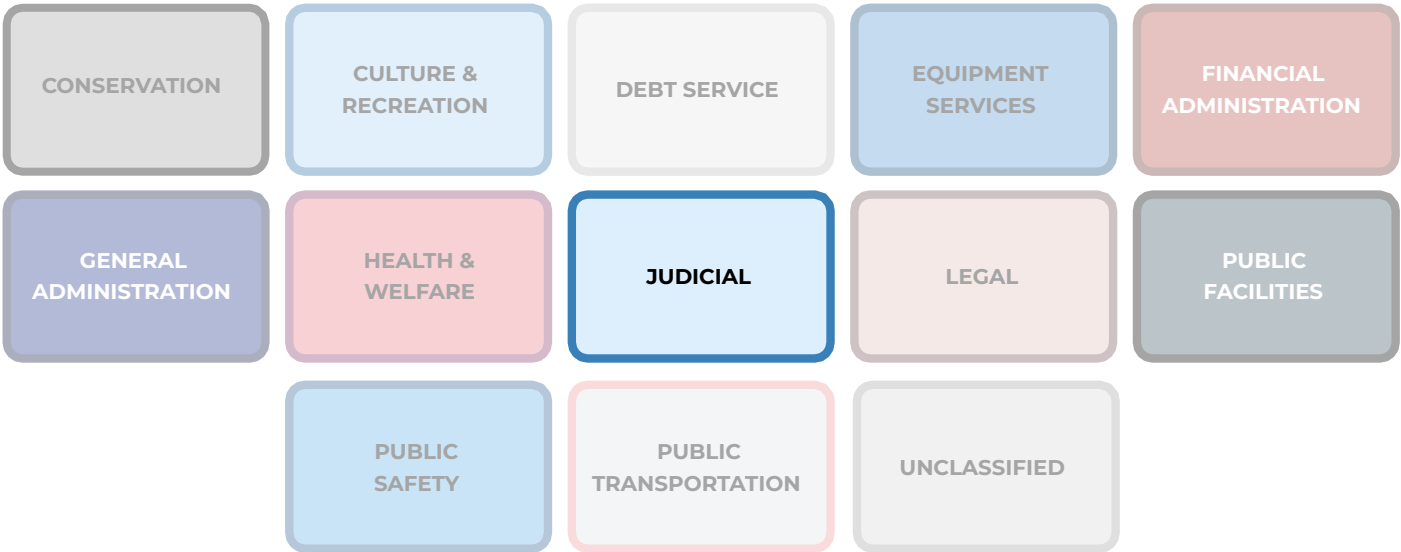 CONSERVATION
CULTURE &
RECREATION
DEBT SERVICE
EQUIPMENT
SERVICES
FINANCIAL
ADMINISTRATION
GENERAL
ADMINISTRATION
HEALTH &
WELFARE
JUDICIAL
LEGAL
PUBLIC
FACILITIES
PUBLIC
SAFETY
PUBLIC
TRANSPORTATION
UNCLASSIFIED